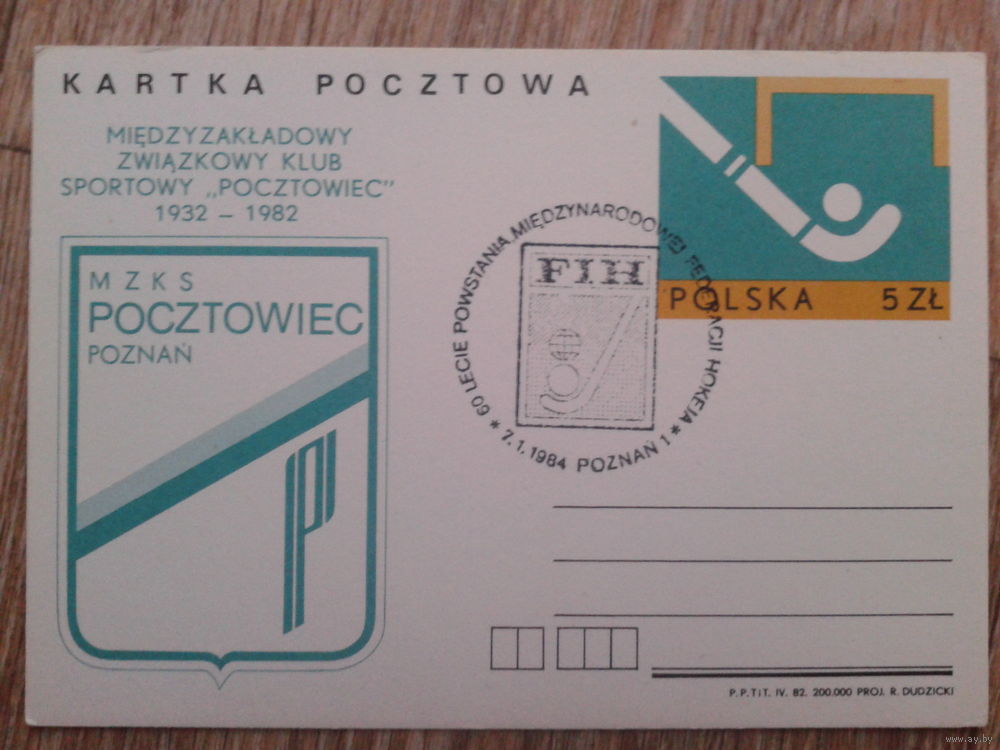 KARTKA POCZTOWA
MIĘDZYZAKŁADOWY
ZWIĄZKOWY KLUB
SPORTOWY „POCZTOWIEC”
1932 – 1982
MZKS
POCZTOWIEC
POZNAŃ
P
POLSKA 5 ZŁ
60 LECIE POWSTANIA MIĘDZYNARODOWEJ FEDERACJI HOKEJA
FIH
* 7.1.1984 POZNAŃ 1 *
P.P.T i T. IV. 82. 200.000 PROJ. R. DUDZICKI
www.ay.by